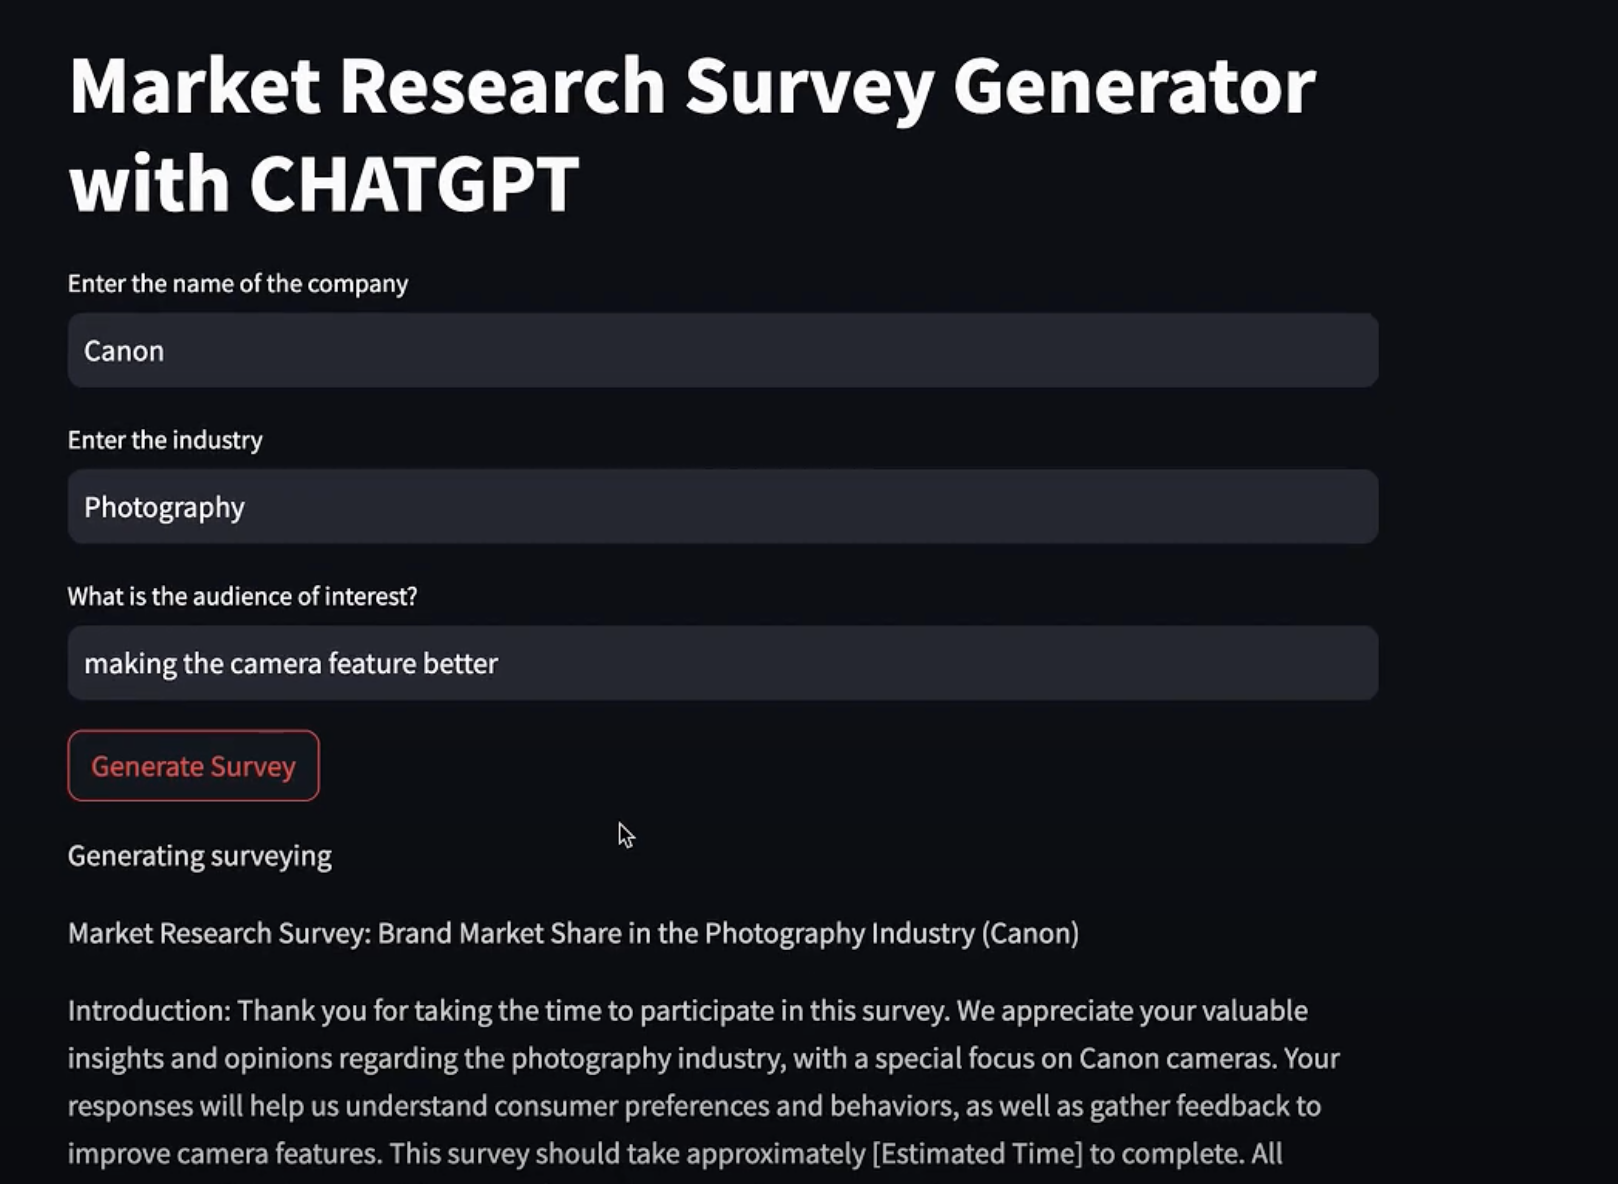 Market Research Survey Generator
with CHATGPT
Enter the name of the company
Canon
Enter the industry
Photography
What is the audience of interest?
making the camera feature better
Generate Survey
Generating surveying
Market Research Survey: Brand Market Share in the Photography Industry (Canon)
Introduction: Thank you for taking the time to participate in this survey. We appreciate your valuable
insights and opinions regarding the photography industry, with a special focus on Canon cameras. Your
responses will help us understand consumer preferences and behaviors, as well as gather feedback to
improve camera features. This survey should take approximately [Estimated Time] to complete. All